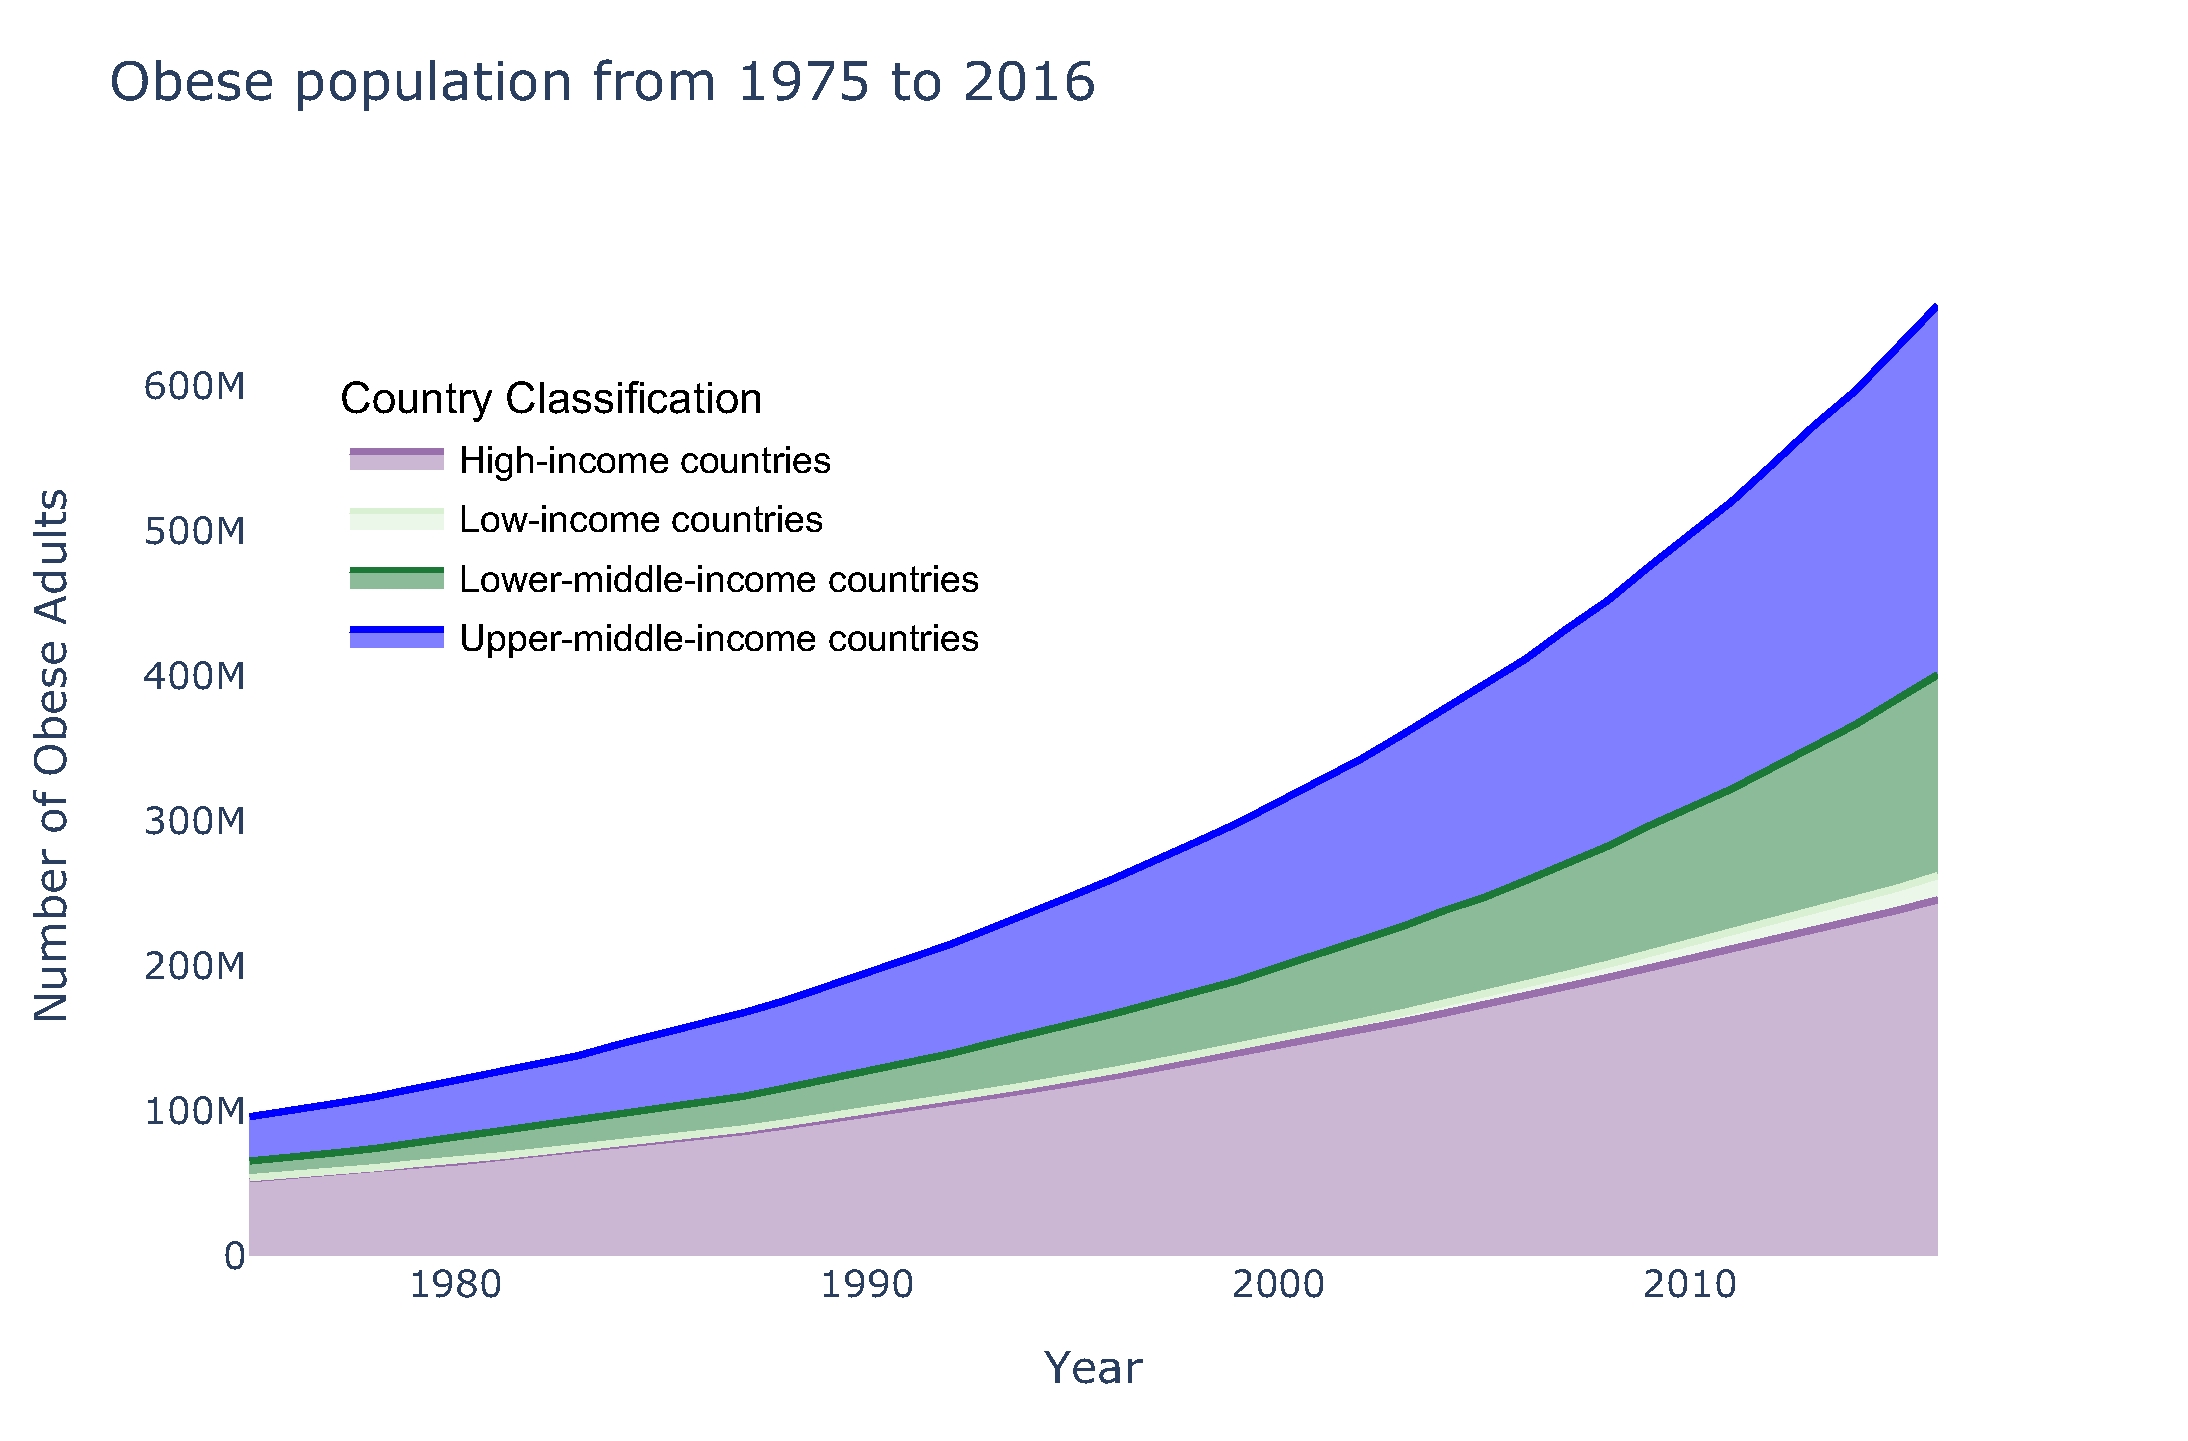 Obese population from 1975 to 2016
600M
500M
400M
300M
200M
100M
0
Number of Obese Adults
Country Classification
High-income countries
Low-income countries
Lower-middle-income countries
Upper-middle-income countries
1980 1990 2000 2010
Year